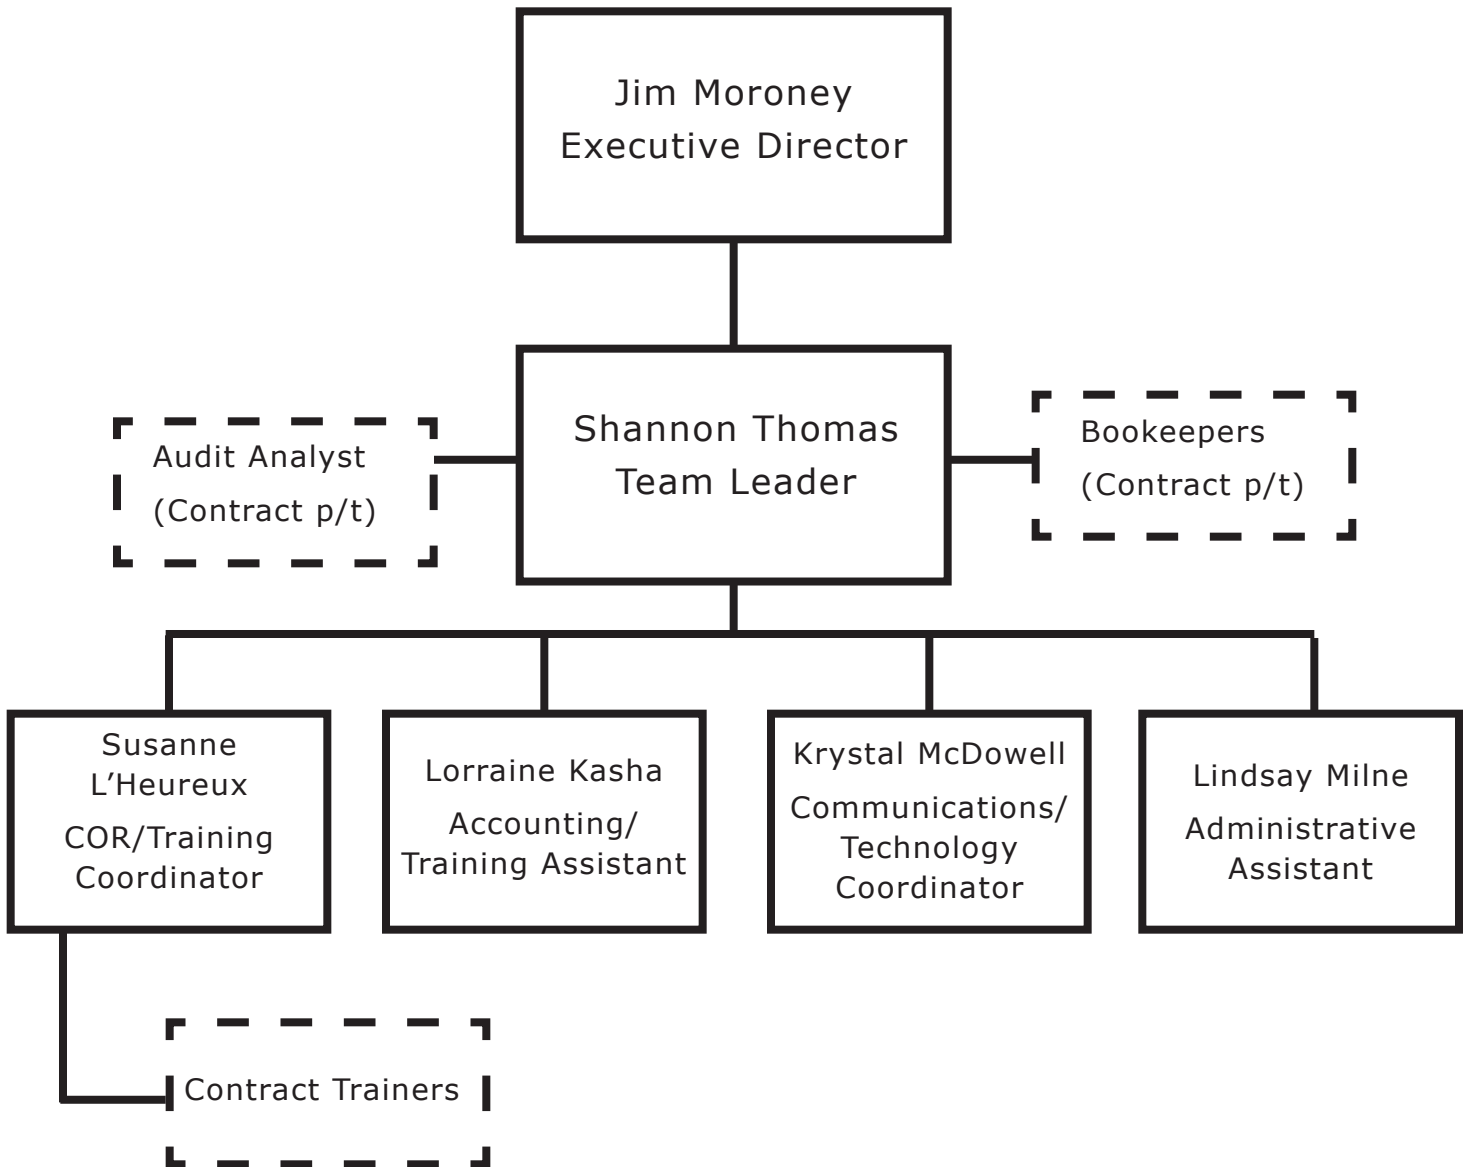 Jim Moroney
Executive Director
Shannon Thomas
Team Leader
Audit Analyst
(Contract p/t)
Bookeepers
(Contract p/t)
Susanne
L’Heureux
COR/Training
Coordinator
Lorraine Kasha
Accounting/
Training Assistant
Krystal McDowell
Communications/
Technology
Coordinator
Lindsay Milne
Administrative
Assistant
Contract Trainers